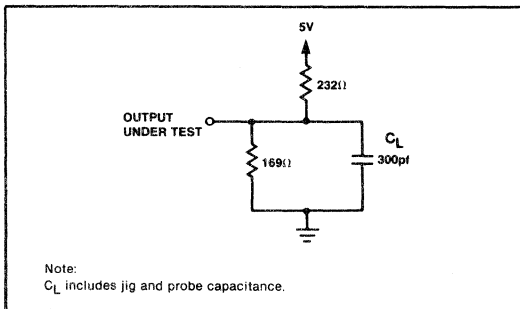 5V
232Ω
OUTPUT
UNDER TEST
CL
300pf
169Ω
Note:
CL includes jig and probe capacitance.